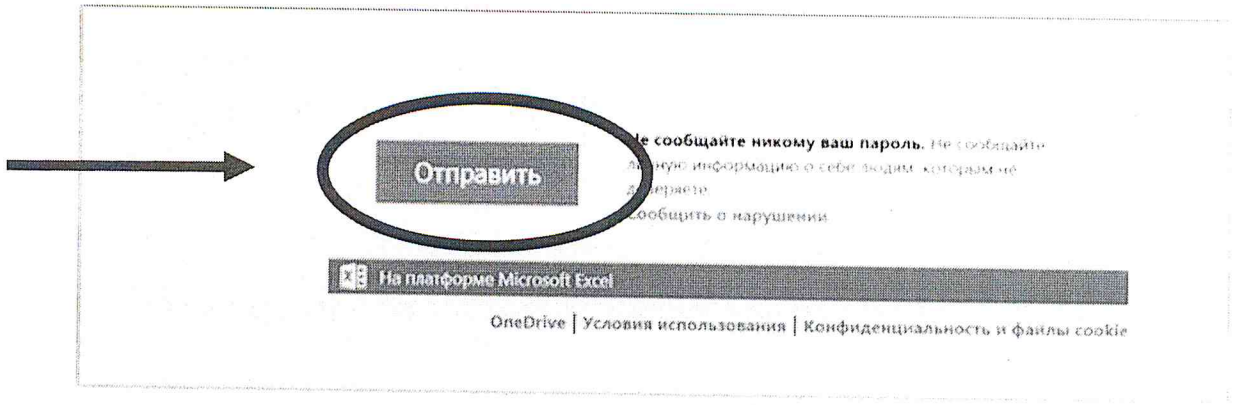 Отправить
Не сообщайте никому ваш пароль. Не сообщайте
личную информацию о себе людям, которым не
доверяете.
Сообщить о нарушении
На платформе Microsoft Excel
OneDrive | Условия использования | Конфиденциальность и файлы cookie